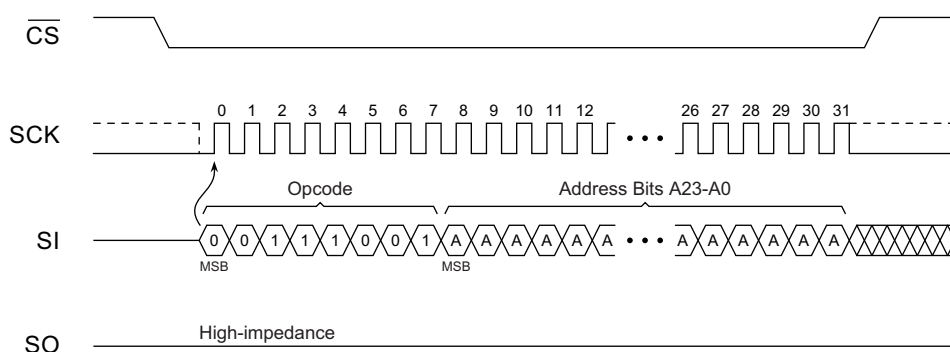 CS
SCK
0 1 2 3 4 5 6 7 8 9 10 11 12 26 27 28 29 30 31
Opcode Address Bits A23-A0
SI
0 0 1 1 1 0 0 1 A A A A A A A A A A A A
MSB MSB
SO
High-impedance